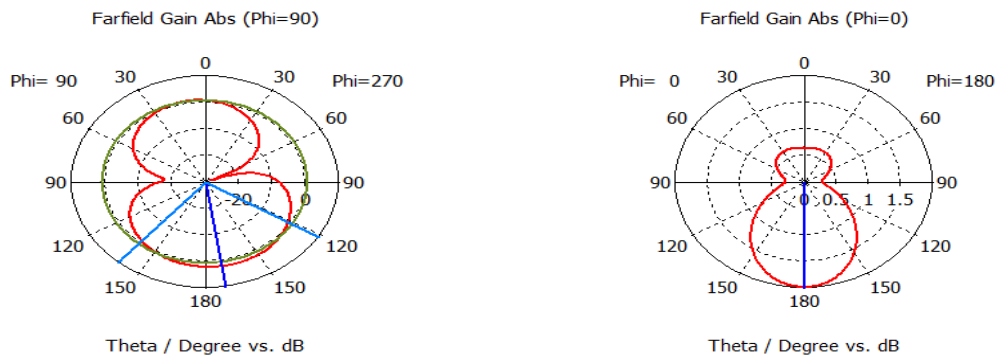 Farfield Gain Abs (Phi=90)
0
30 30
Phi= 90 Phi=270
60 60
90 -20 0 90
120 120
150 150
180
Theta / Degree vs. dB
Farfield Gain Abs (Phi=0)
0
30 30
Phi= 0 Phi=180
60 60
90 0 0.5 1 1.5 90
120 120
150 150
180
Theta / Degree vs. dB